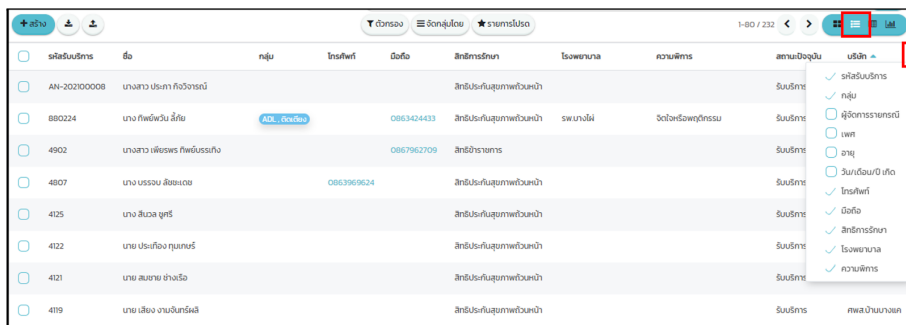 +สร้าง
ตัวกรอง จัดกลุ่มโดย รายการโปรด 1-80 / 232
รหัสรับบริการ ชื่อ กลุ่ม โทรศัพท์ มือถือ สิทธิการรักษา โรงพยาบาล ความพิการ สถานะปัจจุบัน บริษัท
AN-202100008 นางสาว ประภา กิจวิจารณ์ สิทธิประกันสุขภาพถ้วนหน้า รับบริการ
880224 นาง ทิพย์พวัน ลี้ภัย ADL , ติดเตียง 0863424433 สิทธิประกันสุขภาพถ้วนหน้า รพ.บางไผ่ จิตใจหรือพฤติกรรม รับบริการ
4902 นางสาว เพียรพร ทิพย์บรรเทิง 0867962709 สิทธิข้าราชการ รับบริการ
4807 นาง บรรจบ ลัชชะเดช 0863969624 สิทธิประกันสุขภาพถ้วนหน้า รับบริการ
4125 นาง สีนวล ชูศรี สิทธิประกันสุขภาพถ้วนหน้า รับบริการ
4122 นาย ประเทือง ทุมเกษร์ สิทธิประกันสุขภาพถ้วนหน้า รับบริการ
4121 นาย สมชาย ช่างเรือ สิทธิประกันสุขภาพถ้วนหน้า รับบริการ
4119 นาย เสียง งามจันทร์ผลิ สิทธิประกันสุขภาพถ้วนหน้า รับบริการ ศพส.บ้านบางแค
รหัสรับบริการ
กลุ่ม
ผู้จัดการรายกรณี
เพศ
อายุ
วัน/เดือน/ปี เกิด
โทรศัพท์
มือถือ
สิทธิการรักษา
โรงพยาบาล
ความพิการ